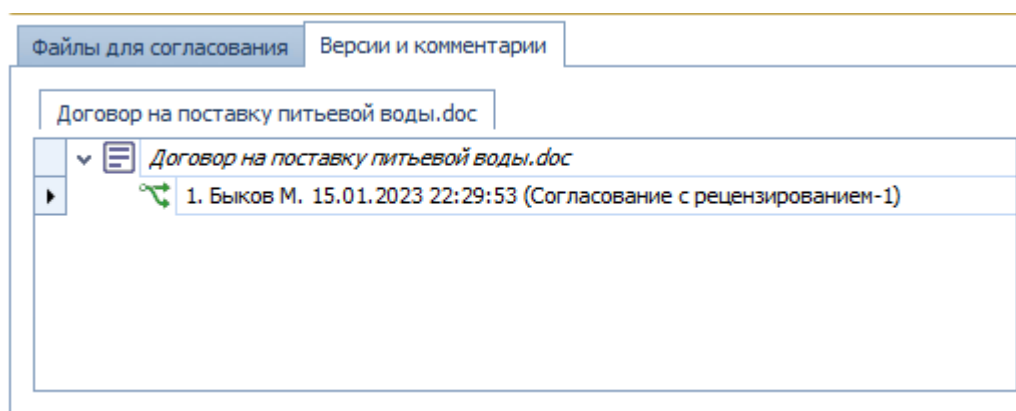 Файлы для согласования Версии и комментарии
Договор на поставку питьевой воды.doc
Договор на поставку питьевой воды.doc
1. Быков М. 15.01.2023 22:29:53 (Согласование с рецензированием-1)